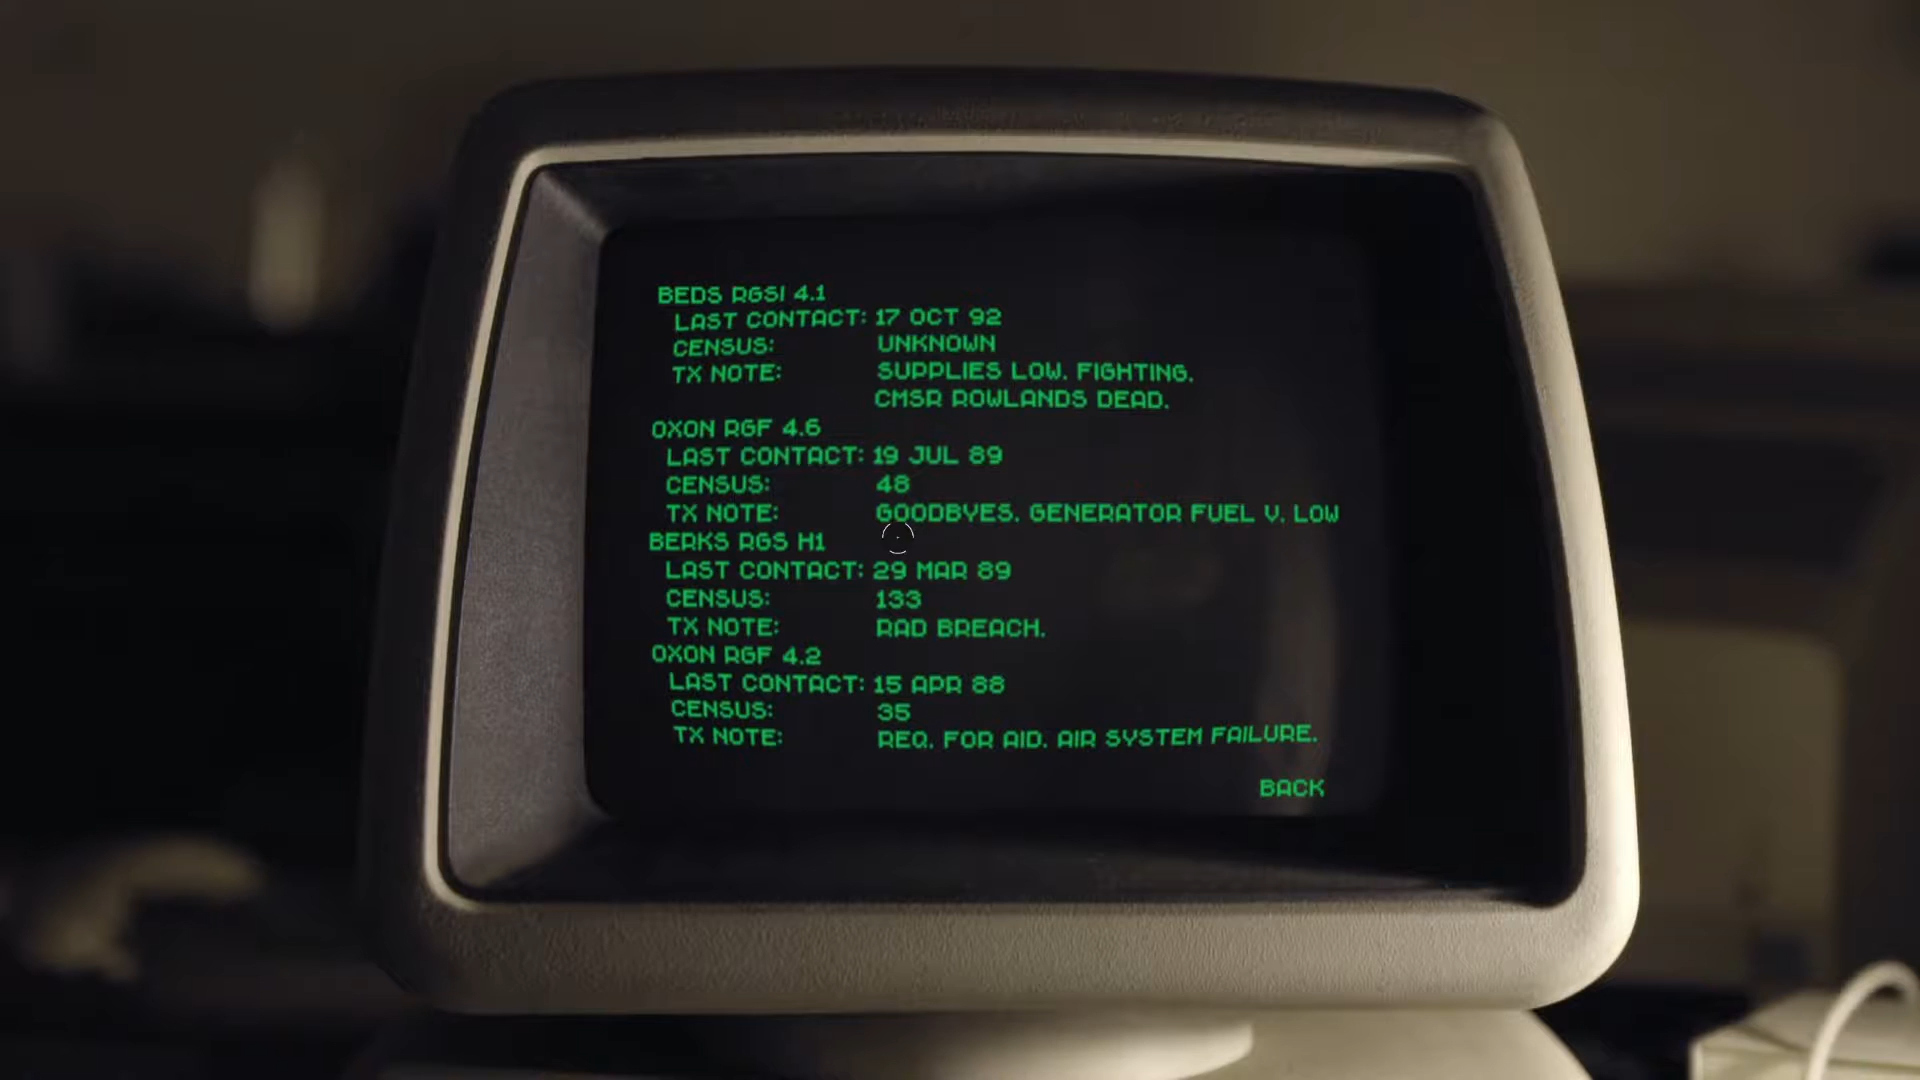 BEDS RGSI 4.1
LAST CONTACT: 17 OCT 92
CENSUS: UNKNOWN
TX NOTE: SUPPLIES LOW. FIGHTING.
CMSR ROWLANDS DEAD.
OXON RGF 4.6
LAST CONTACT: 19 JUL 89
CENSUS: 48
TX NOTE: GOODBYES. GENERATOR FUEL V. LOW
BERKS RGS H1
LAST CONTACT: 29 MAR 89
CENSUS: 133
TX NOTE: RAD BREACH.
OXON RGF 4.2
LAST CONTACT: 15 APR 88
CENSUS: 35
TX NOTE: REQ. FOR AID. AIR SYSTEM FAILURE.
BACK